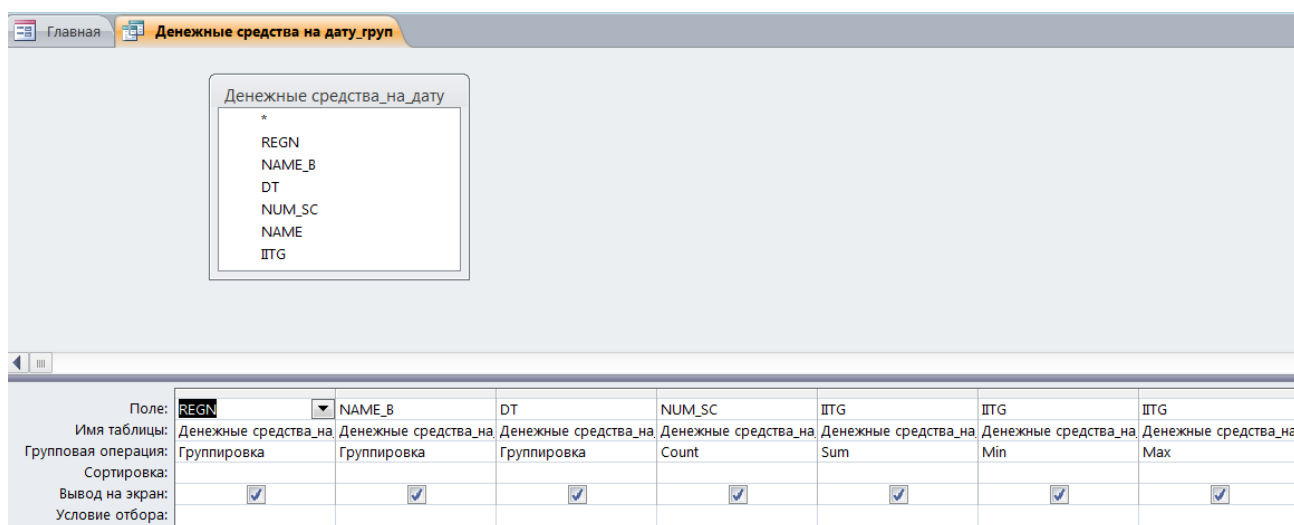 Главная Денежные средства на дату_груп
Денежные средства_на_дату
*
REGN
NAME_B
DT
NUM_SC
NAME
IITG
Поле: REGN NAME_B DT NUM_SC IITG IITG IITG
Имя таблицы: Денежные средства_на Денежные средства_на Денежные средства_на Денежные средства_на Денежные средства_на Денежные средства_на Денежные средства_на
Групповая операция: Группировка Группировка Группировка Count Sum Min Max
Сортировка:
Вывод на экран:
Условие отбора: